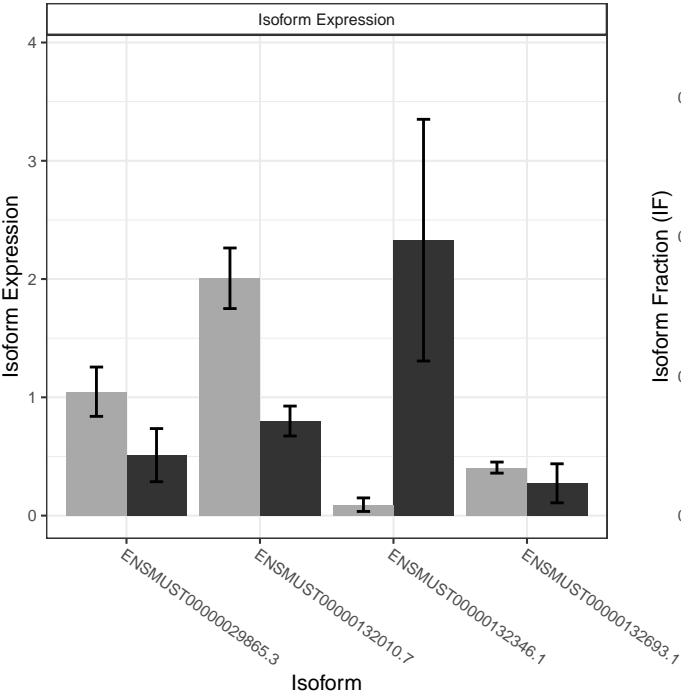 Isoform Expression
Isoform Expression
4
3
2
1
0
ENSMUST00000029865.3
ENSMUST00000132010.7
ENSMUST00000132346.1
ENSMUST00000132693.1
Isoform
Isoform Fraction (IF)